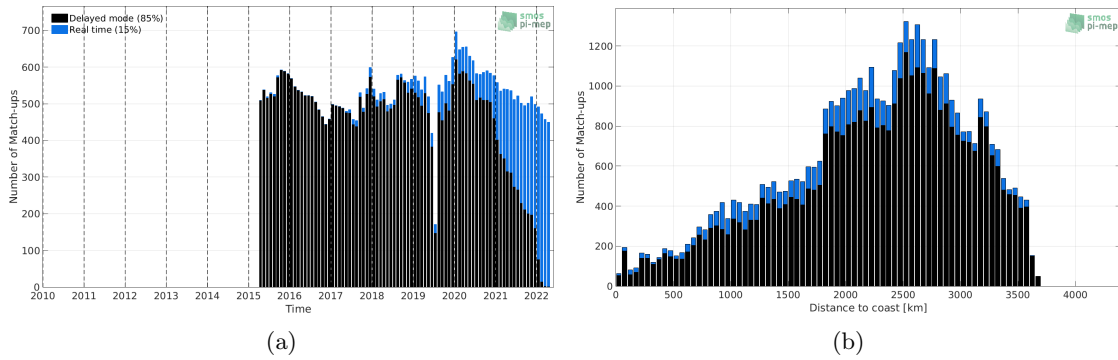 Delayed mode (85%)
Real time (15%)
smos
pi-mep
Number of Match-ups
700
600
500
400
300
200
100
0
2010 2011 2012 2013 2014 2015 2016 2017 2018 2019 2020 2021 2022
Time
(a)
smos
pi-mep
Number of Match-ups
1200
1000
800
600
400
200
0
0 500 1000 1500 2000 2500 3000 3500 4000
Distance to coast [km]
(b)